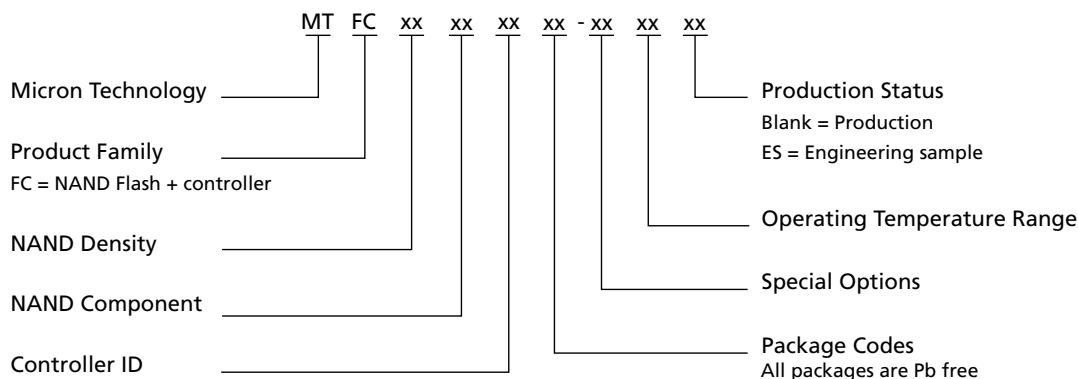 MT FC xx xx xx xx - xx xx xx
Micron Technology
Product Family
FC = NAND Flash + controller
NAND Density
NAND Component
Controller ID
Production Status
Blank = Production
ES = Engineering sample
Operating Temperature Range
Special Options
Package Codes
All packages are Pb free